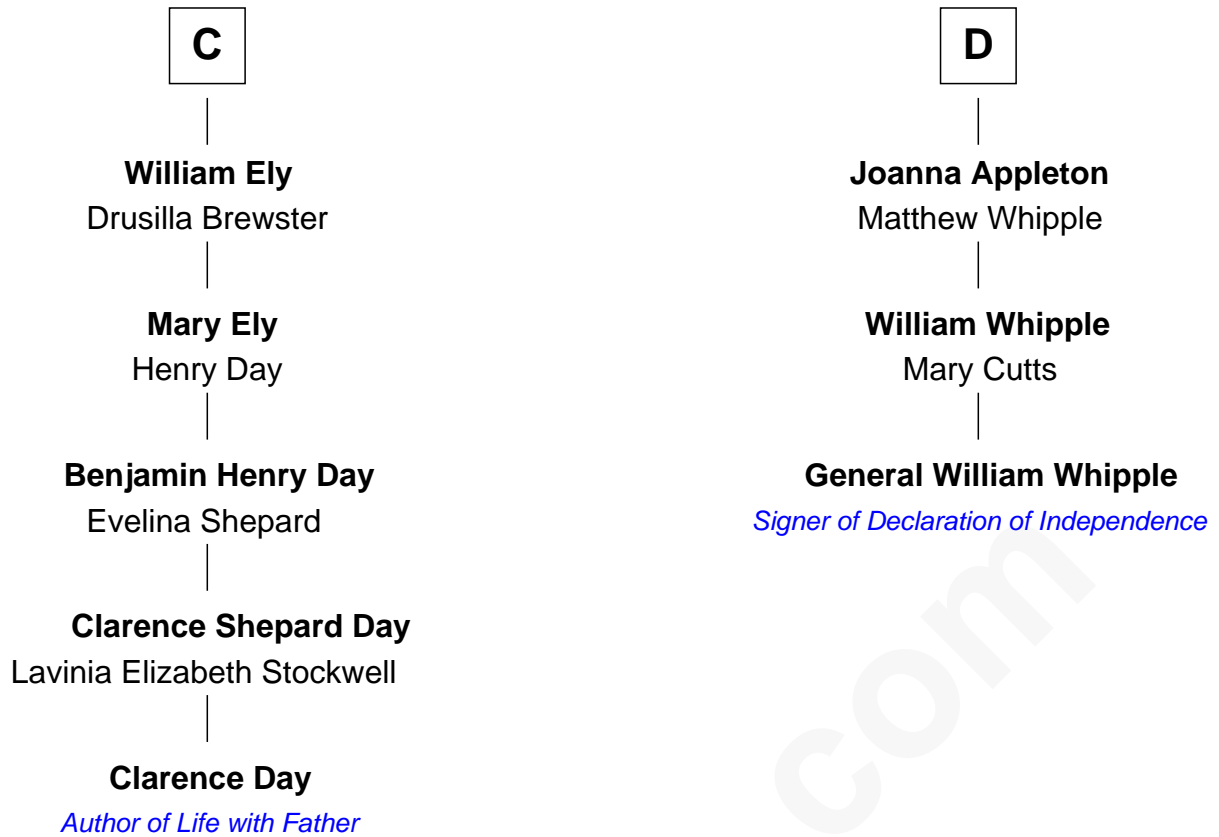 C
William Ely
Drusilla Brewster
Mary Ely
Henry Day
Benjamin Henry Day
Evelina Shepard
Clarence Shepard Day
Lavinia Elizabeth Stockwell
Clarence Day
Author of Life with Father
D
Joanna Appleton
Matthew Whipple
William Whipple
Mary Cutts
General William Whipple
Signer of Declaration of Independence
com